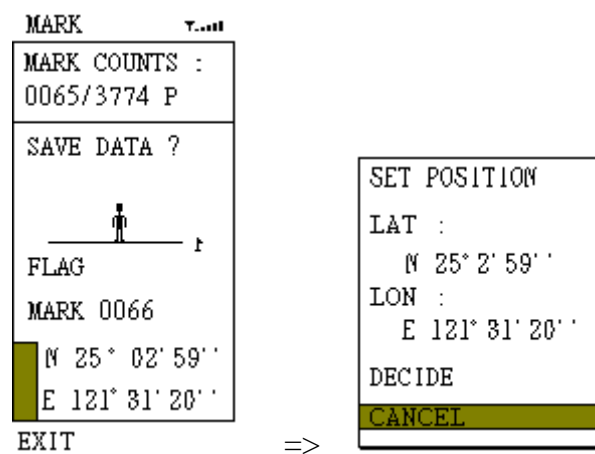 MARK
MARK COUNTS :
0065/3774 P
SAVE DATA ?
FLAG
MARK 0066
N 25° 02' 59''
E 121° 31' 20''
EXIT
=>
SET POSITION
LAT :
N 25° 2' 59''
LON :
E 121° 31' 20''
DECIDE
CANCEL